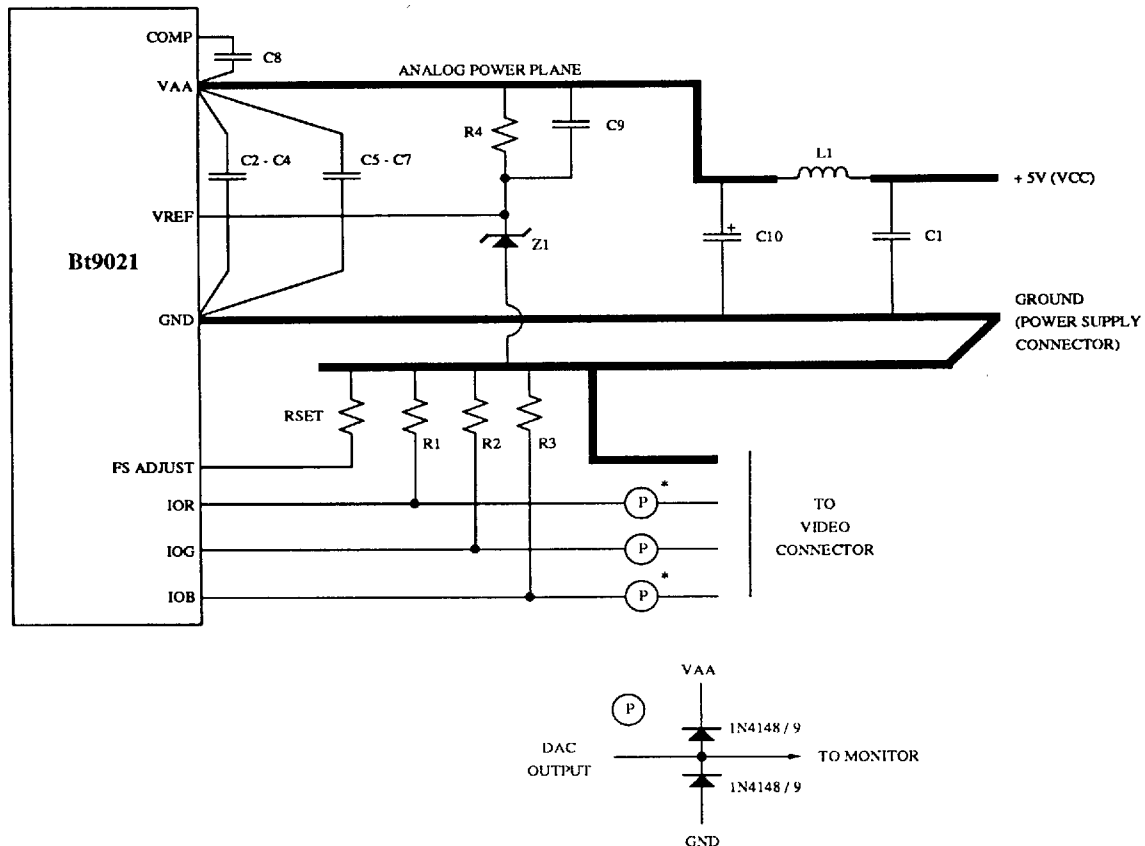 COMP
C8
VAA
ANALOG POWER PLANE
R4
C9
L1
C2 - C4
C5 - C7
+ 5V (VCC)
VREF
+
C10
C1
Z1
Bt9021
GND
GROUND
(POWER SUPPLY
CONNECTOR)
RSET
R1
R2
R3
FS ADJUST
IOR
P
*
TO
VIDEO
CONNECTOR
IOG
P
IOB
P
*
VAA
P
1N4148 / 9
DAC
OUTPUT
TO MONITOR
1N4148 / 9
GND